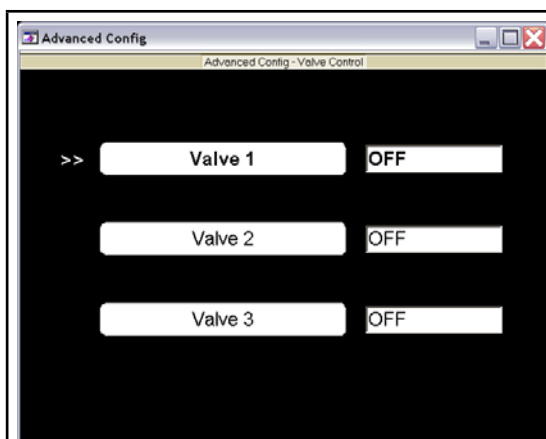 Advanced Config
Advanced Config - Valve Control
>> Valve 1 OFF
Valve 2 OFF
Valve 3 OFF